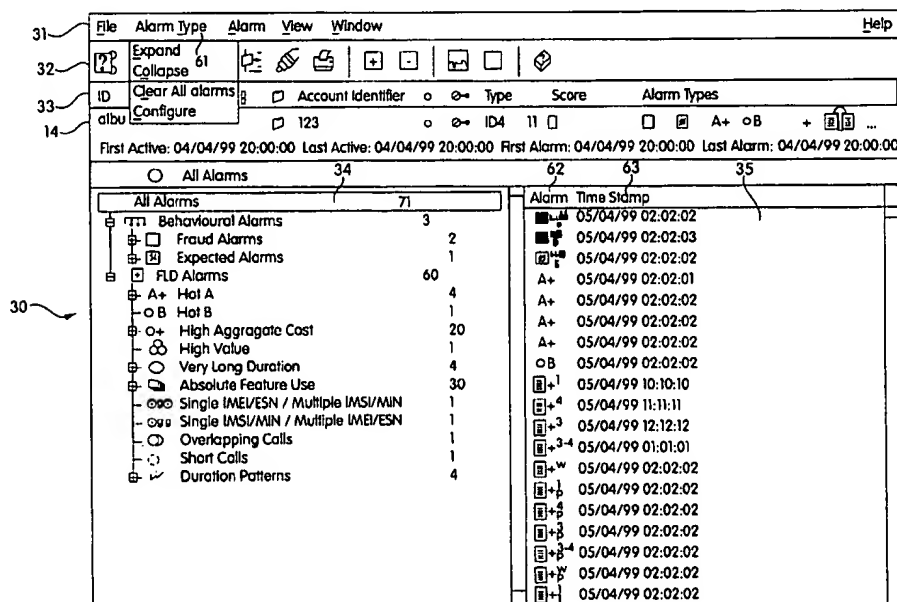 31 File Alarm Type Alarm View Window Help
32 Expand 61
Collapse
33 ID Clear All alarms Account Identifier Type Score Alarm Types
14 albu Configure 123 ID4 11 A+ B + ...
First Active: 04/04/99 20:00:00 Last Active: 04/04/99 20:00:00 First Alarm: 04/04/99 20:00:00 Last Alarm: 04/04/99 20:00:00
All Alarms 34 62 63 35
All Alarms 71
Behavioural Alarms 3
Fraud Alarms 2
Expected Alarms 1
FLD Alarms 60
A+ Hot A 4
30 B Hot B 1
High Aggragate Cost 20
High Value 1
Very Long Duration 4
Absolute Feature Use 30
Single IMEI/ESN / Multiple IMSI/MIN 1
Single IMSI/MIN / Multiple IMEI/ESN 1
Overlapping Calls 1
Short Calls 1
Duration Patterns 4
Alarm Time Stamp
05/04/99 02:02:02
05/04/99 02:02:03
05/04/99 02:02:02
A+ 05/04/99 02:02:01
A+ 05/04/99 02:02:02
A+ 05/04/99 02:02:02
A+ 05/04/99 02:02:02
B 05/04/99 02:02:02
+1 05/04/99 10:10:10
+4 05/04/99 11:11:11
+3 05/04/99 12:12:12
+3-4 05/04/99 01:01:01
+w 05/04/99 02:02:02
+1 p 05/04/99 02:02:02
+4 p 05/04/99 02:02:02
+3 p 05/04/99 02:02:02
+3-4 p 05/04/99 02:02:02
+w p 05/04/99 02:02:02
05/04/99 02:02:02